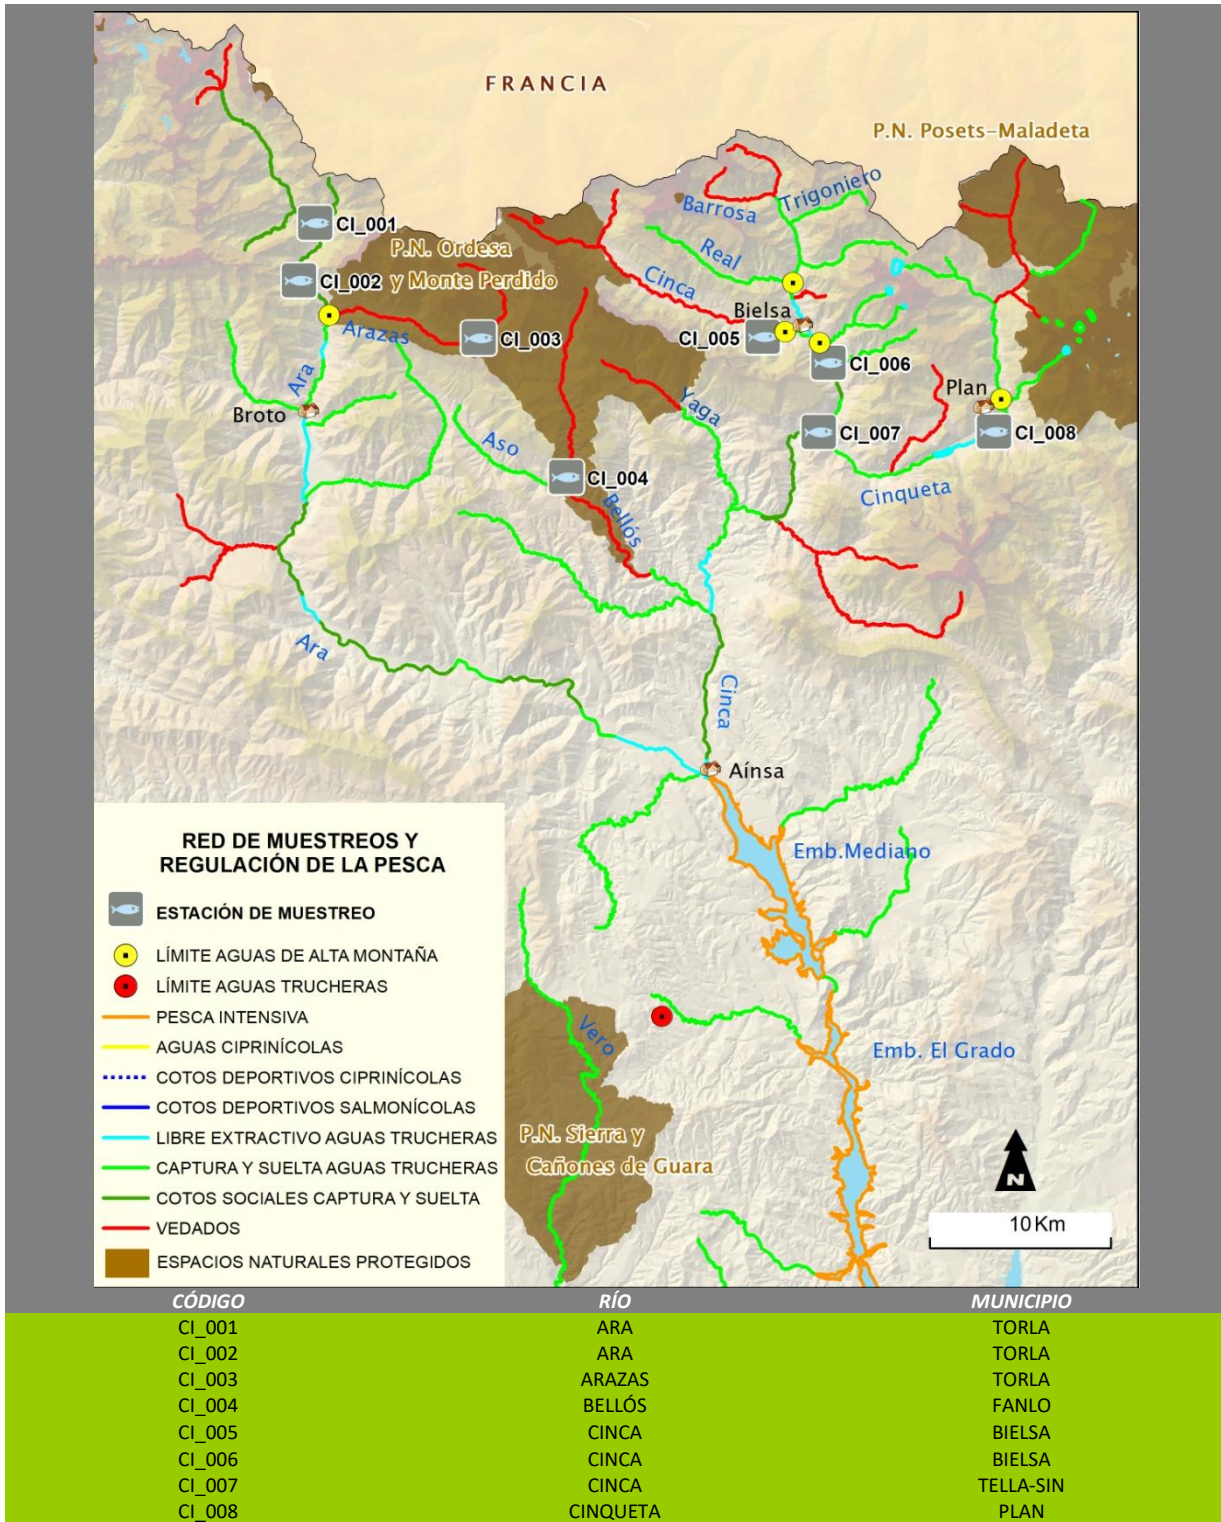 FRANCIA
P.N. Posets-Maladeta
Trigoniero
Barrosa
CI_001
P.N. Ordesa
y Monte Perdido
Real
CI_002
Cinca
Bielsa
Arazas
CI_003
CI_005
CI_006
Ara
Plan
Yaga
Broto
CI_007
CI_008
Aso
CI_004
Cinqueta
Bellós
Ara
Cinca
Aínsa
Emb.Mediano
RED DE MUESTREOS Y
REGULACIÓN DE LA PESCA
ESTACIÓN DE MUESTREO
LÍMITE AGUAS DE ALTA MONTAÑA
LÍMITE AGUAS TRUCHERAS
PESCA INTENSIVA
AGUAS CIPRINÍCOLAS
COTOS DEPORTIVOS CIPRINÍCOLAS
COTOS DEPORTIVOS SALMONÍCOLAS
LIBRE EXTRACTIVO AGUAS TRUCHERAS
CAPTURA Y SUELTA AGUAS TRUCHERAS
COTOS SOCIALES CAPTURA Y SUELTA
VEDADOS
ESPACIOS NATURALES PROTEGIDOS
Vero
Emb. El Grado
P.N. Sierra y
Cañones de Guara
N
10 Km
CÓDIGO RÍO MUNICIPIO
CI_001 ARA TORLA
CI_002 ARA TORLA
CI_003 ARAZAS TORLA
CI_004 BELLÓS FANLO
CI_005 CINCA BIELSA
CI_006 CINCA BIELSA
CI_007 CINCA TELLA-SIN
CI_008 CINQUETA PLAN